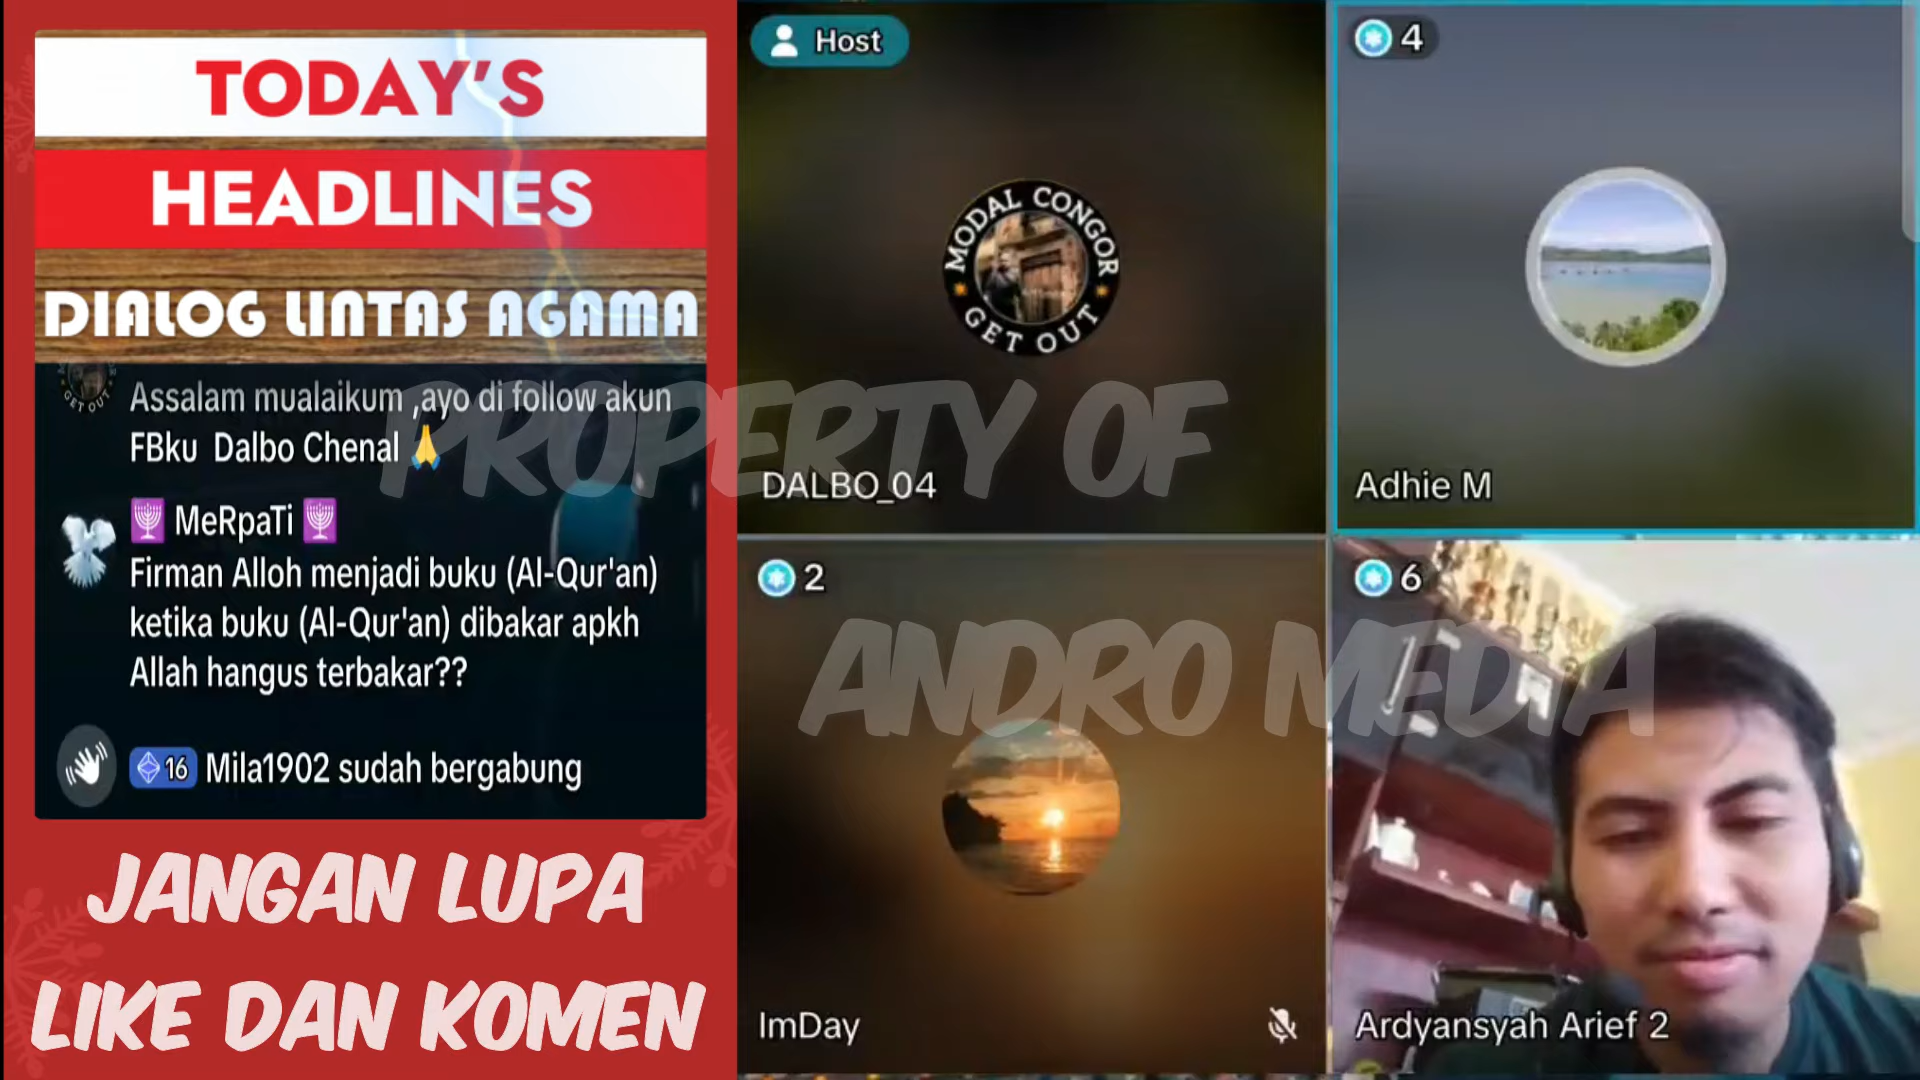 TODAY'S
HEADLINES
DIALOG LINTAS AGAMA
GET OUT
Assalam mualaikum ,ayo di follow akun
FBku Dalbo Chenal 🙏
🕎 MeRpaTi 🕎
Firman Alloh menjadi buku (Al-Qur'an)
ketika buku (Al-Qur'an) dibakar apkh
Allah hangus terbakar??
16 Mila1902 sudah bergabung
JANGAN LUPA
LIKE DAN KOMEN
Host
MODAL CONGOR
GET OUT
DALBO_04
4
Adhie M
PROPERTY OF
ANDRO MEDIA
2
ImDay
6
Ardyansyah Arief 2